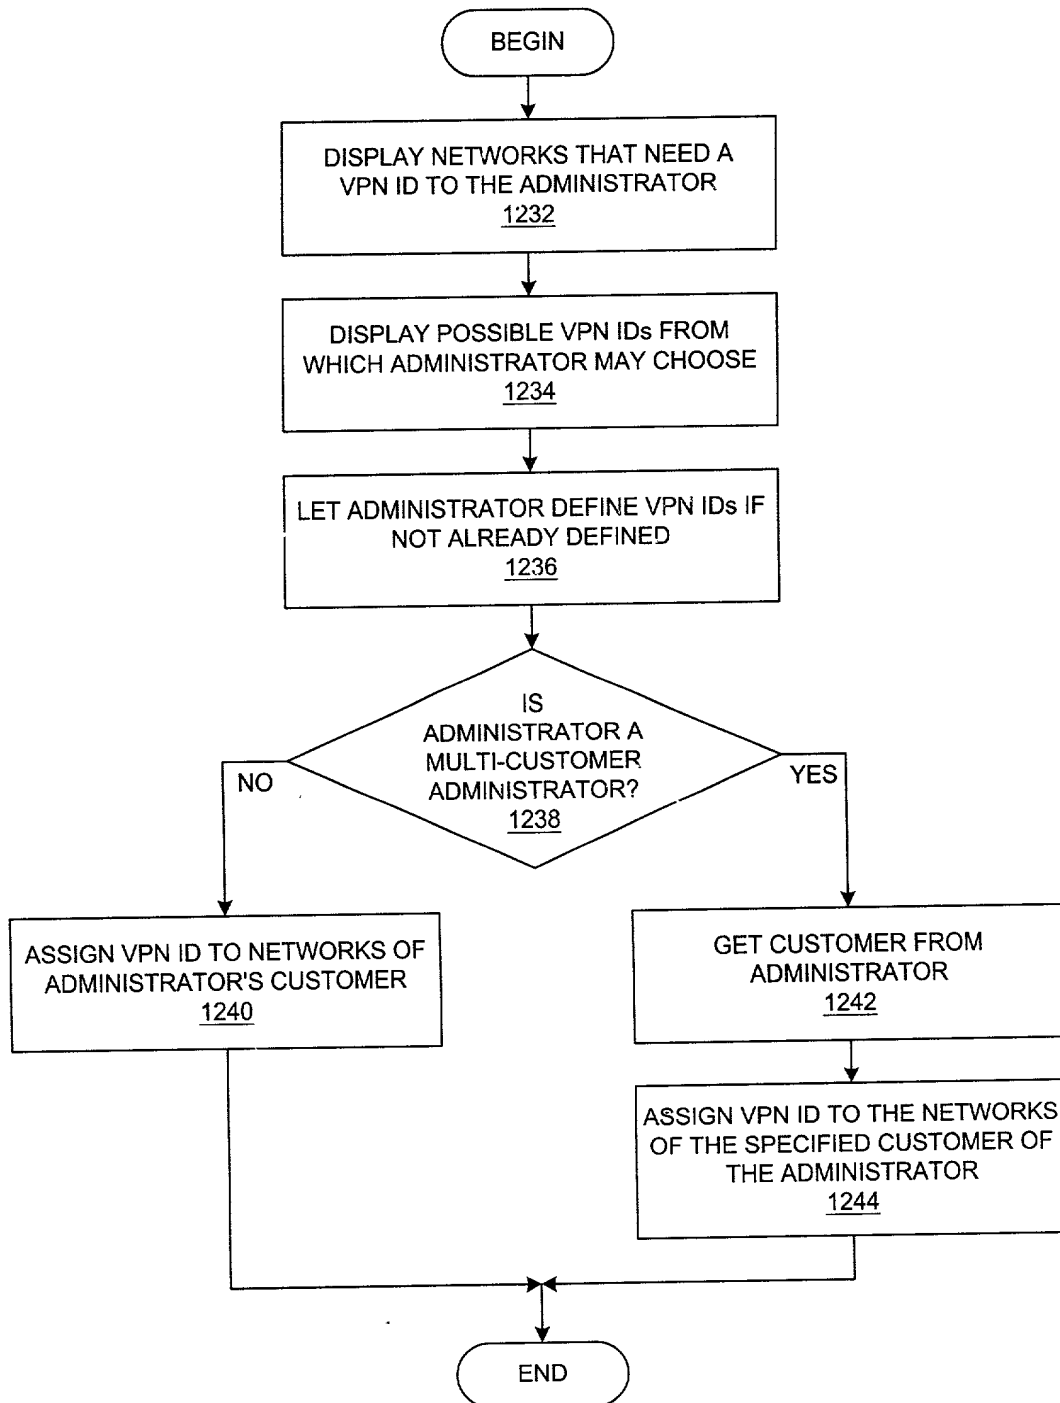 BEGIN
DISPLAY NETWORKS THAT NEED A
VPN ID TO THE ADMINISTRATOR
1232
DISPLAY POSSIBLE VPN IDs FROM
WHICH ADMINISTRATOR MAY CHOOSE
1234
LET ADMINISTRATOR DEFINE VPN IDs IF
NOT ALREADY DEFINED
1236
IS
ADMINISTRATOR A
MULTI-CUSTOMER
ADMINISTRATOR?
1238
NO
YES
ASSIGN VPN ID TO NETWORKS OF
ADMINISTRATOR'S CUSTOMER
1240
GET CUSTOMER FROM
ADMINISTRATOR
1242
ASSIGN VPN ID TO THE NETWORKS
OF THE SPECIFIED CUSTOMER OF
THE ADMINISTRATOR
1244
END